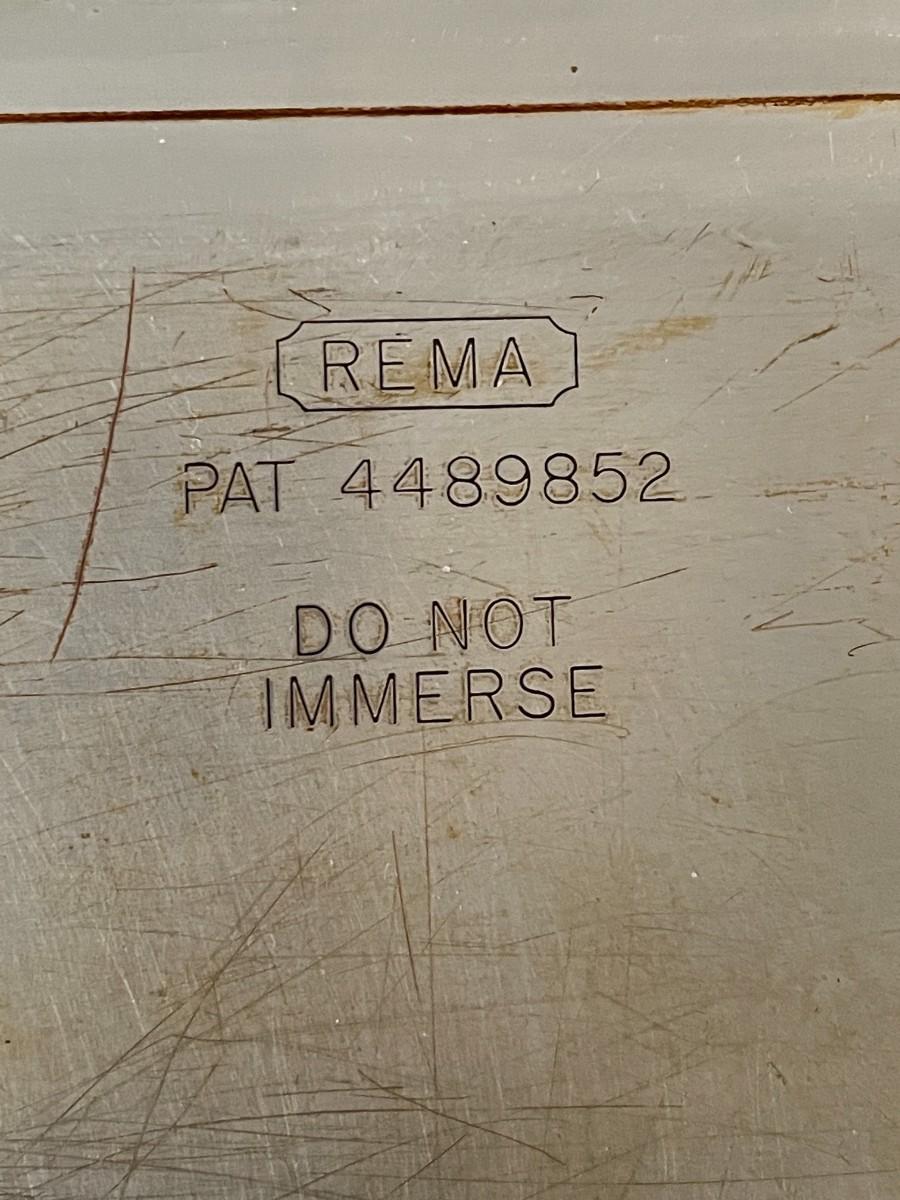 REMA
PAT 4489852
DO NOT
IMMERSE